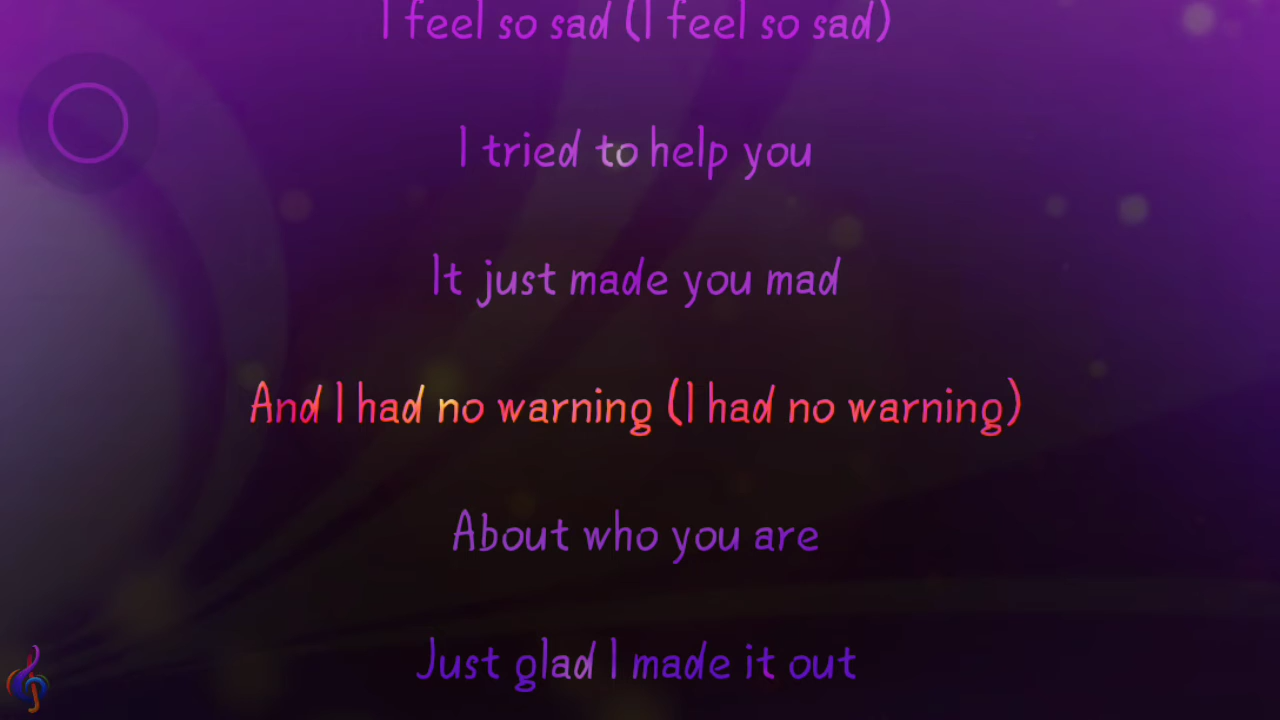 I feel so sad (I feel so sad)
I tried to help you
It just made you mad
And I had no warning (I had no warning)
About who you are
Just glad I made it out